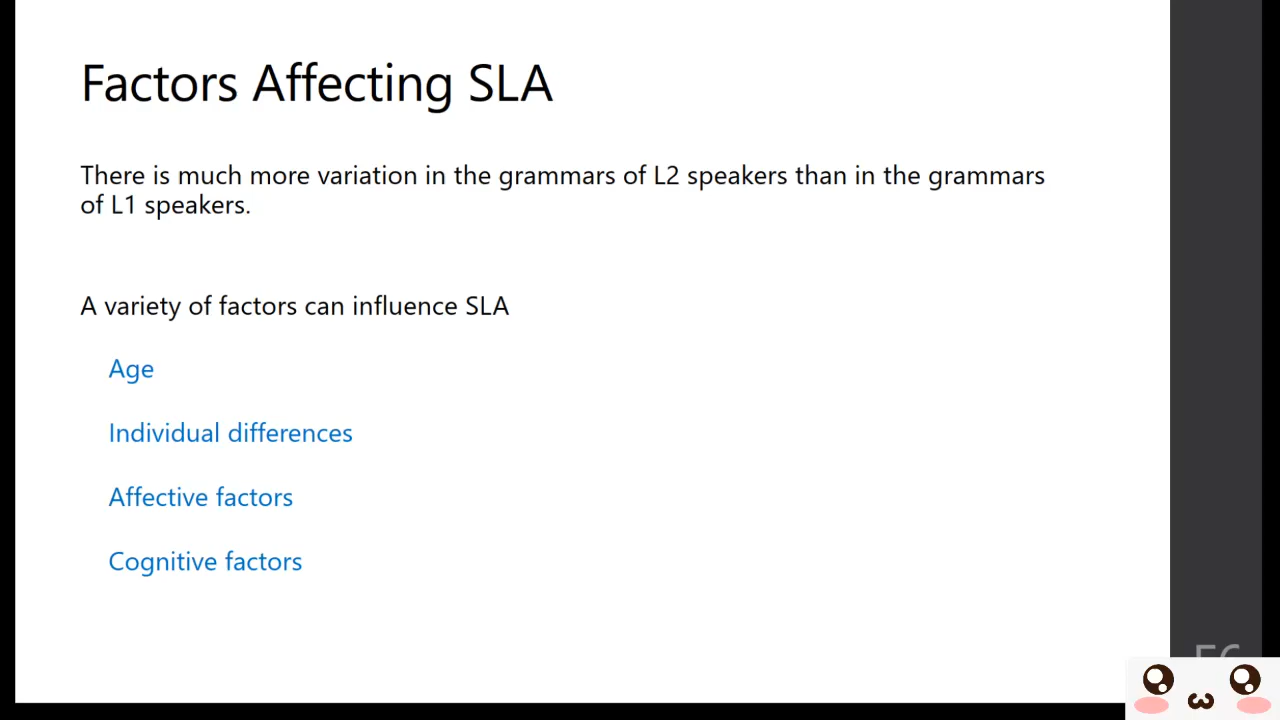 Factors Affecting SLA
There is much more variation in the grammars of L2 speakers than in the grammars
of L1 speakers.
A variety of factors can influence SLA
Age
Individual differences
Affective factors
Cognitive factors